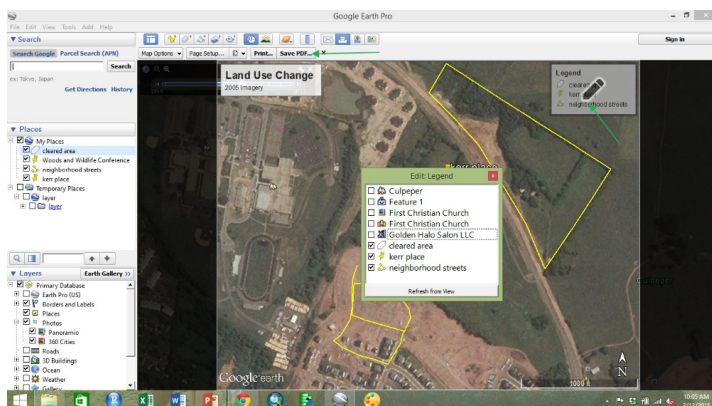 Google Earth Pro
File Edit View Tools Add Help
Search
Search Google Parcel Search (APN)
Search
ex: Tokyo, Japan
Get Directions History
Places
My Places
cleared area
Woods and Wildlife Conference
neighborhood streets
kerr place
Temporary Places
layer
layer
Layers
Earth Gallery >>
Primary Database
Earth Pro (US)
Borders and Labels
Places
Photos
Panoramio
360 Cities
Roads
3D Buildings
Ocean
Weather
Gallery
Sign in
Map Options Page Setup... Print... Save PDF... X
Land Use Change
2005 Imagery
Legend
cleared
kerr
neighborhood streets
kerr place
Edit: Legend
Culpeper
Feature 1
First Christian Church
First Christian Church
Golden Halo Salon LLC
cleared area
kerr place
neighborhood streets
Refresh from View
Google earth
N
1000 ft
10:05 AM